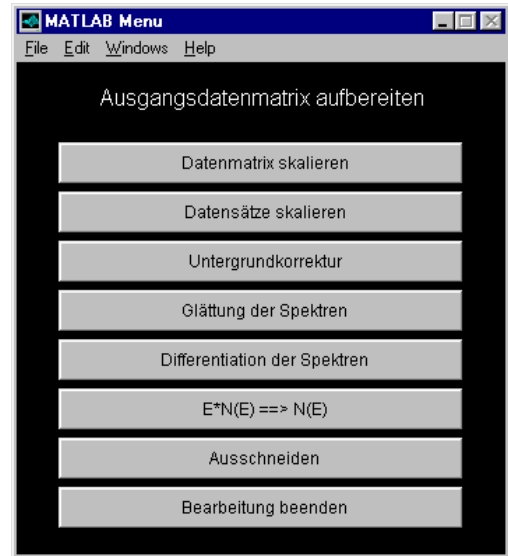 MATLAB Menu
File Edit Windows Help
Ausgangsdatenmatrix aufbereiten
Datenmatrix skalieren
Datensätze skalieren
Untergrundkorrektur
Glättung der Spektren
Differentiation der Spektren
E*N(E) ==> N(E)
Ausschneiden
Bearbeitung beenden